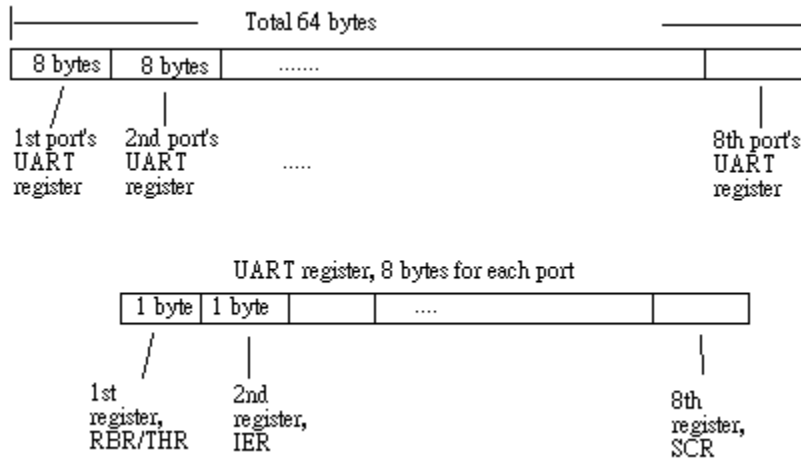 Total 64 bytes
8 bytes 8 bytes .......
1st port's UART register
2nd port's UART register
.....
8th port's UART register
UART register, 8 bytes for each port
1 byte 1 byte ....
1st register, RBR/THR
2nd register, IER
8th register, SCR